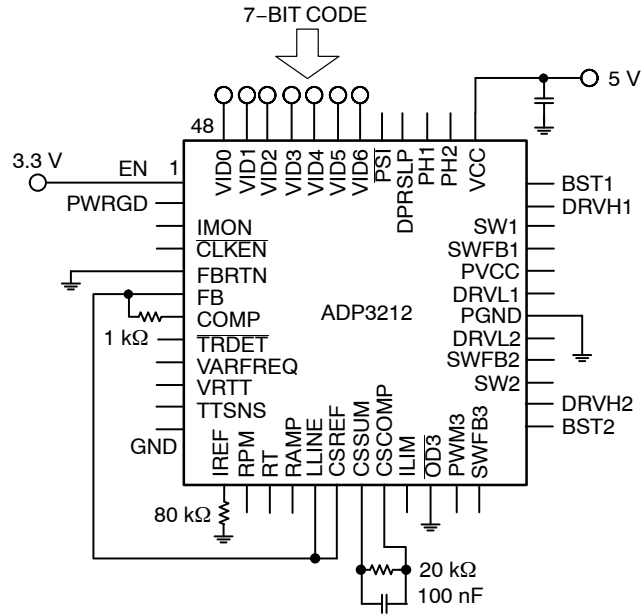 7−BIT CODE
5 V
48
VID0
VID1
VID2
VID3
VID4
VID5
VID6
PSI
DPRSLP
PH1
PH2
VCC
3.3 V
EN
1
PWRGD
IMON
CLKEN
FBRTN
FB
COMP
1 kΩ
TRDET
VARFREQ
VRTT
TTSNS
GND
ADP3212
BST1
DRVH1
SW1
SWFB1
PVCC
DRVL1
PGND
DRVL2
SWFB2
SW2
DRVH2
BST2
IREF
RPM
RT
RAMP
LLINE
CSREF
CSSUM
CSCOMP
ILIM
OD3
PWM3
SWFB3
80 kΩ
20 kΩ
100 nF